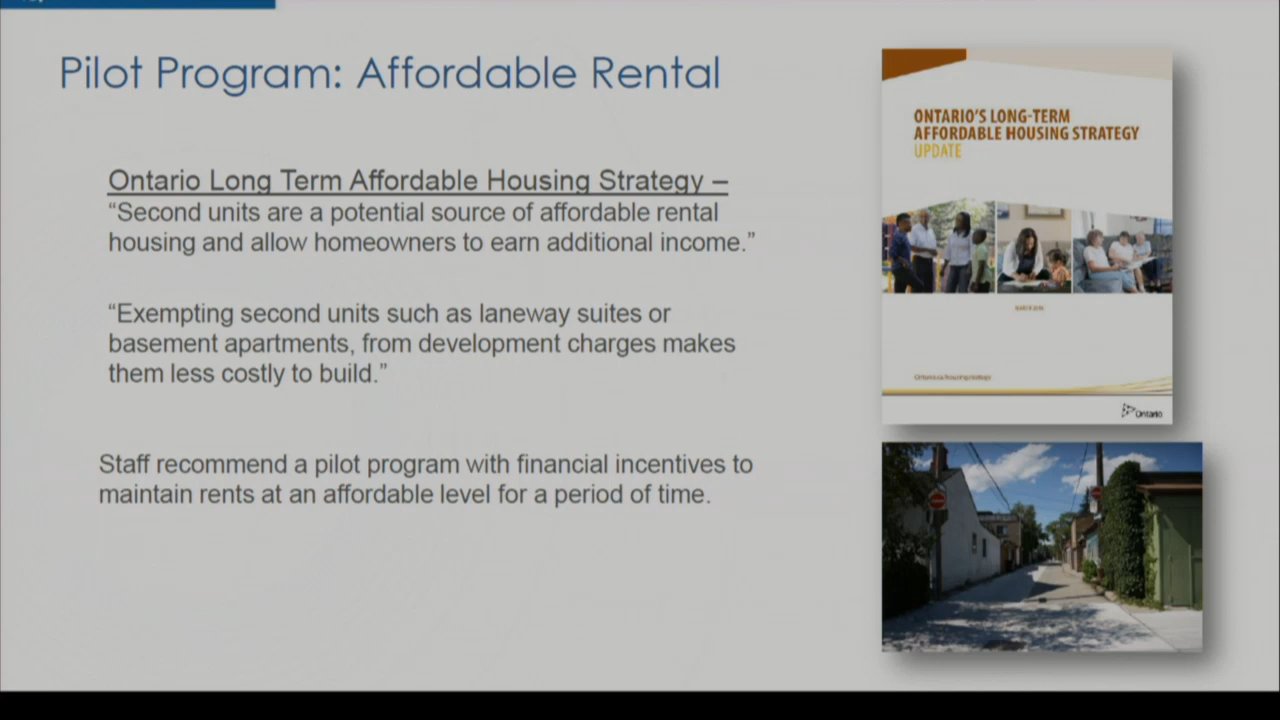 Pilot Program: Affordable Rental
Ontario Long Term Affordable Housing Strategy –
“Second units are a potential source of affordable rental
housing and allow homeowners to earn additional income.”
“Exempting second units such as laneway suites or
basement apartments, from development charges makes
them less costly to build.”
Staff recommend a pilot program with financial incentives to
maintain rents at an affordable level for a period of time.
ONTARIO'S LONG-TERM
AFFORDABLE HOUSING STRATEGY
UPDATE
Ontario